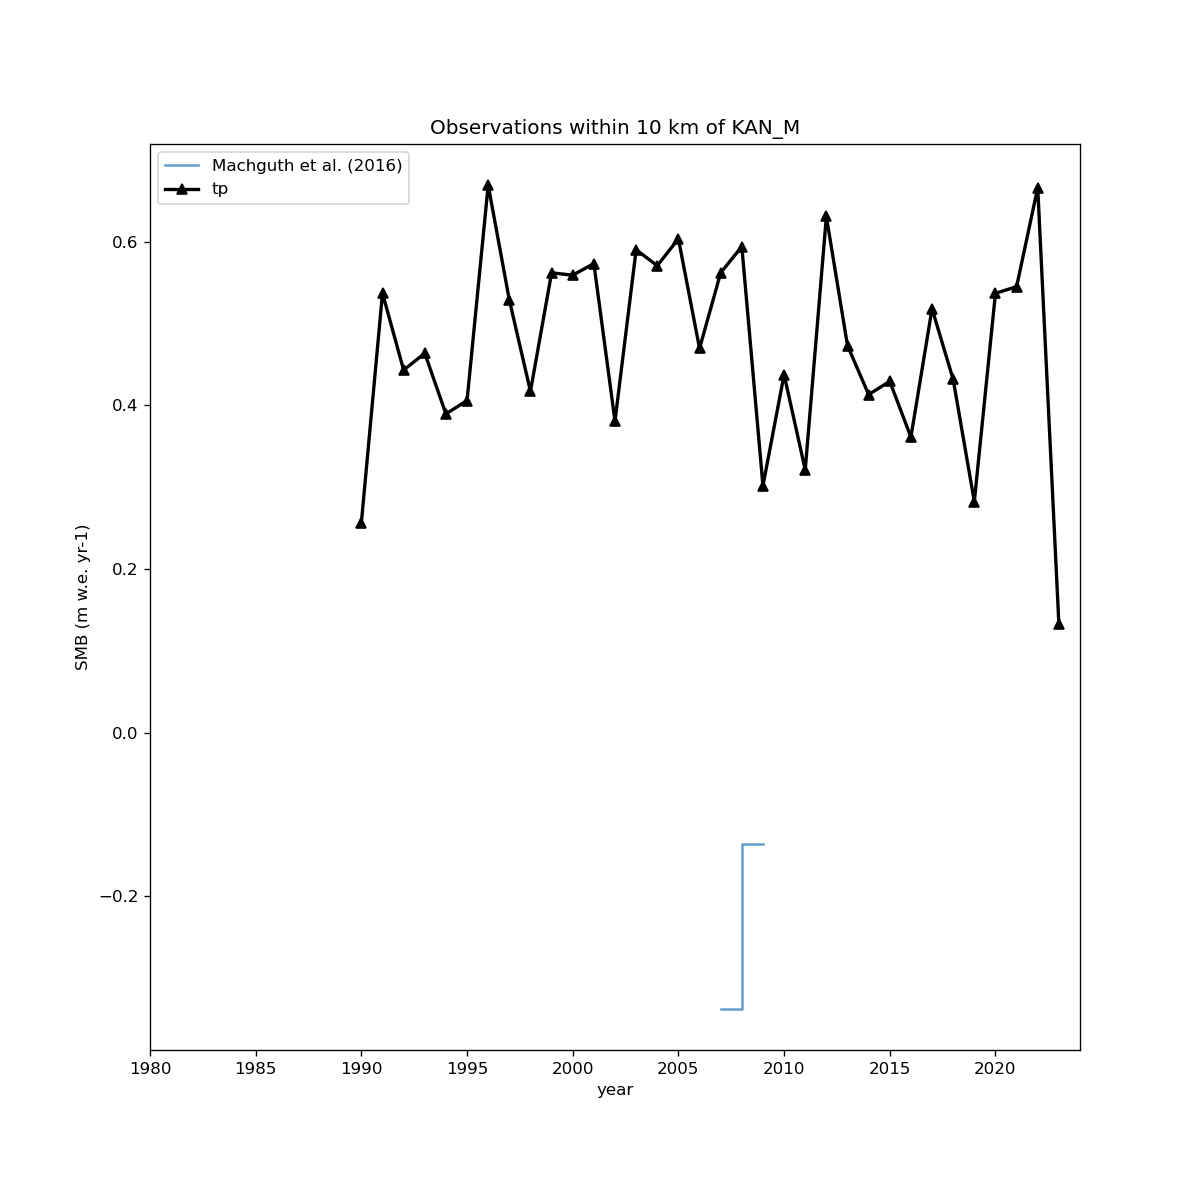 Observations within 10 km of KAN_M
Machguth et al. (2016)
tp
0.6
0.4
0.2
0.0
−0.2
SMB (m w.e. yr-1)
1980 1985 1990 1995 2000 2005 2010 2015 2020
year